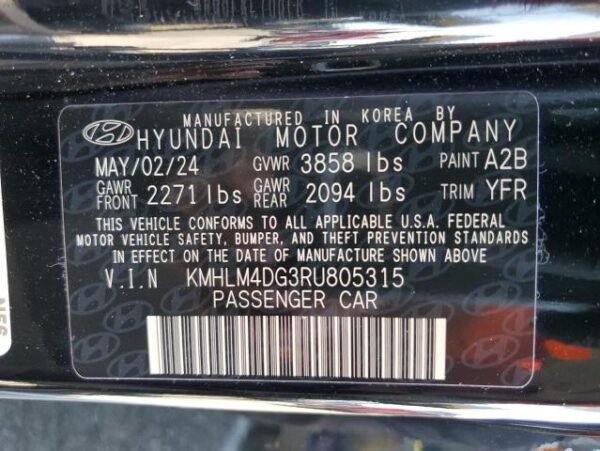 MANUFACTURED IN KOREA BY
HYUNDAI MOTOR COMPANY
MAY/02/24 GVWR 3858 lbs PAINT A2B
GAWR FRONT 2271 lbs GAWR REAR 2094 lbs TRIM YFR
THIS VEHICLE CONFORMS TO ALL APPLICABLE U.S.A. FEDERAL
MOTOR VEHICLE SAFETY, BUMPER, AND THEFT PREVENTION STANDARDS
IN EFFECT ON THE DATE OF MANUFACTURE SHOWN ABOVE
V.I.N KMHLM4DG3RU805315
PASSENGER CAR